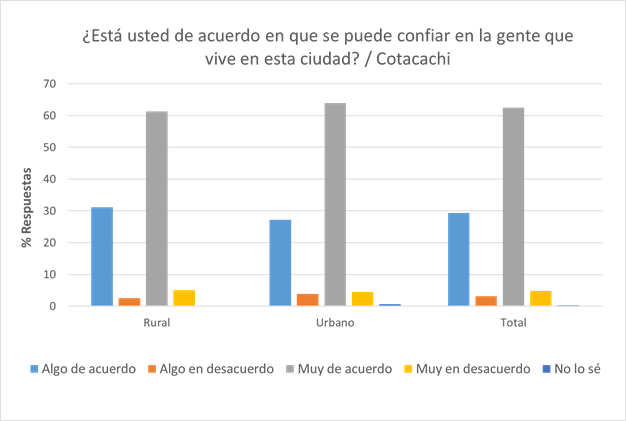 ¿Está usted de acuerdo en que se puede confiar en la gente que
vive en esta ciudad? / Cotacachi
70
60
50
40
30
20
10
0
% Respuestas
Rural Urbano Total
Algo de acuerdo Algo en desacuerdo Muy de acuerdo Muy en desacuerdo No lo sé